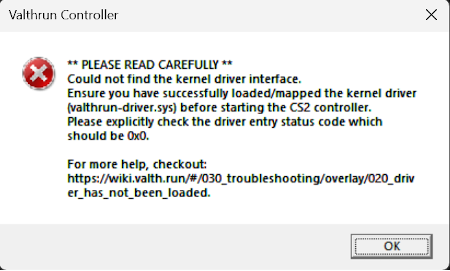 Valthrun Controller
** PLEASE READ CAREFULLY **
Could not find the kernel driver interface.
Ensure you have successfully loaded/mapped the kernel driver
(valthrun-driver.sys) before starting the CS2 controller.
Please explicitly check the driver entry status code which
should be 0x0.
For more help, checkout:
https://wiki.valth.run/#/030_troubleshooting/overlay/020_driv
er_has_not_been_loaded.
OK